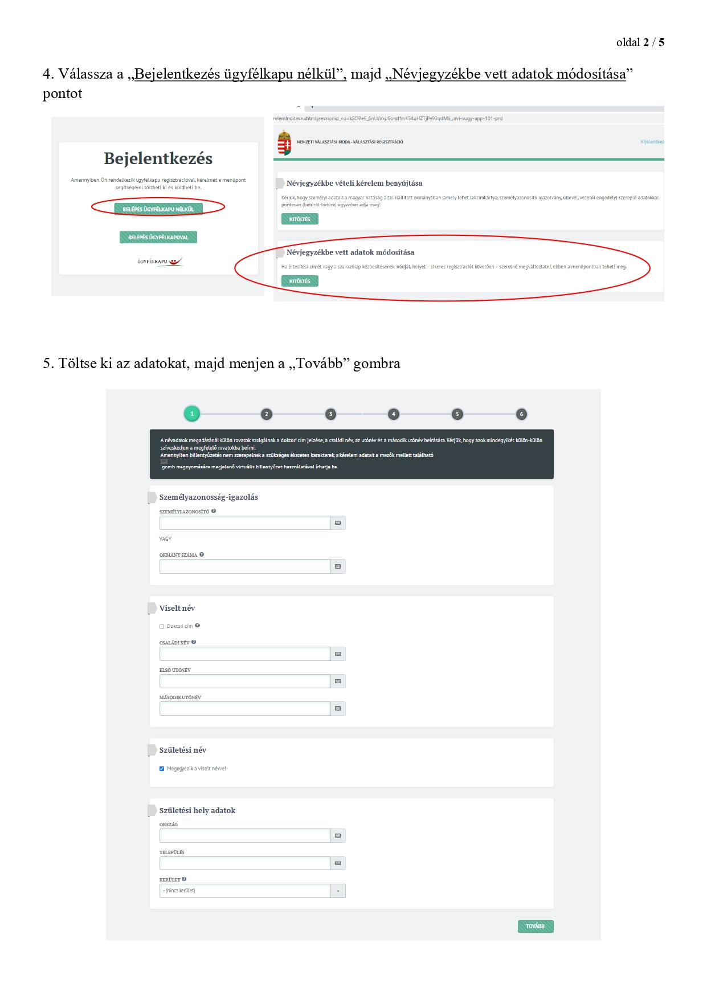 oldal 2 / 5
4. Válassza a „Bejelentkezés ügyfélkapu nélkül”, majd „Névjegyzékbe vett adatok módosítása”
pontot
Bejelentkezés
Amennyiben Ön rendelkezik ügyfélkapu regisztrációval, kérelmét e menüpont
segítségével töltheti ki és küldheti be.
BELÉPÉS ÜGYFÉLKAPU NÉLKÜL
BELÉPÉS ÜGYFÉLKAPUVAL
ÜGYFÉLKAPU
NEMZETI VÁLASZTÁSI IRODA - VÁLASZTÁSI REGISZTRÁCIÓ
Kijelentkez
Névjegyzékbe vételi kérelem benyújtása
Kérjük, hogy személyi adatait a magyar hatóság által kiállított okmányában (amely lehet lakcímkártya, személyazonosító igazolvány, útlevél, vezetői engedély) szereplő adatokkal
pontosan (betűről-betűre) egyezően adja meg!
KITÖLTÉS
Névjegyzékbe vett adatok módosítása
Ha értesítési címét vagy a szavazólap kézbesítésének módját, helyét – sikeres regisztrációt követően – szeretné megváltoztatni, ebben a menüpontban teheti meg.
KITÖLTÉS
5. Töltse ki az adatokat, majd menjen a „Tovább” gombra
1 2 3 4 5 6
A névadatok megadásánál külön rovatok szolgálnak a doktori cím jelzése, a családi név, az utónév és a második utónév beírására. Kérjük, hogy azok mindegyikét külön-külön
szíveskedjen a megfelelő rovatokba beírni.
Amennyiben billentyűzetén nem szerepelnek a szükséges ékezetes karakterek, a kérelem adatait a mezők mellett található
gomb megnyomására megjelenő virtuális billentyűzet használatával írhatja be.
Személyazonosság-igazolás
SZEMÉLYI AZONOSÍTÓ ?
VAGY
OKMÁNY SZÁMA ?
Viselt név
Doktori cím ?
CSALÁDI NÉV ?
ELSŐ UTÓNÉV
MÁSODIK UTÓNÉV
Születési név
Megegyezik a viselt névvel
Születési hely adatok
ORSZÁG
TELEPÜLÉS
KERÜLET ?
- (nincs kerület)
TOVÁBB